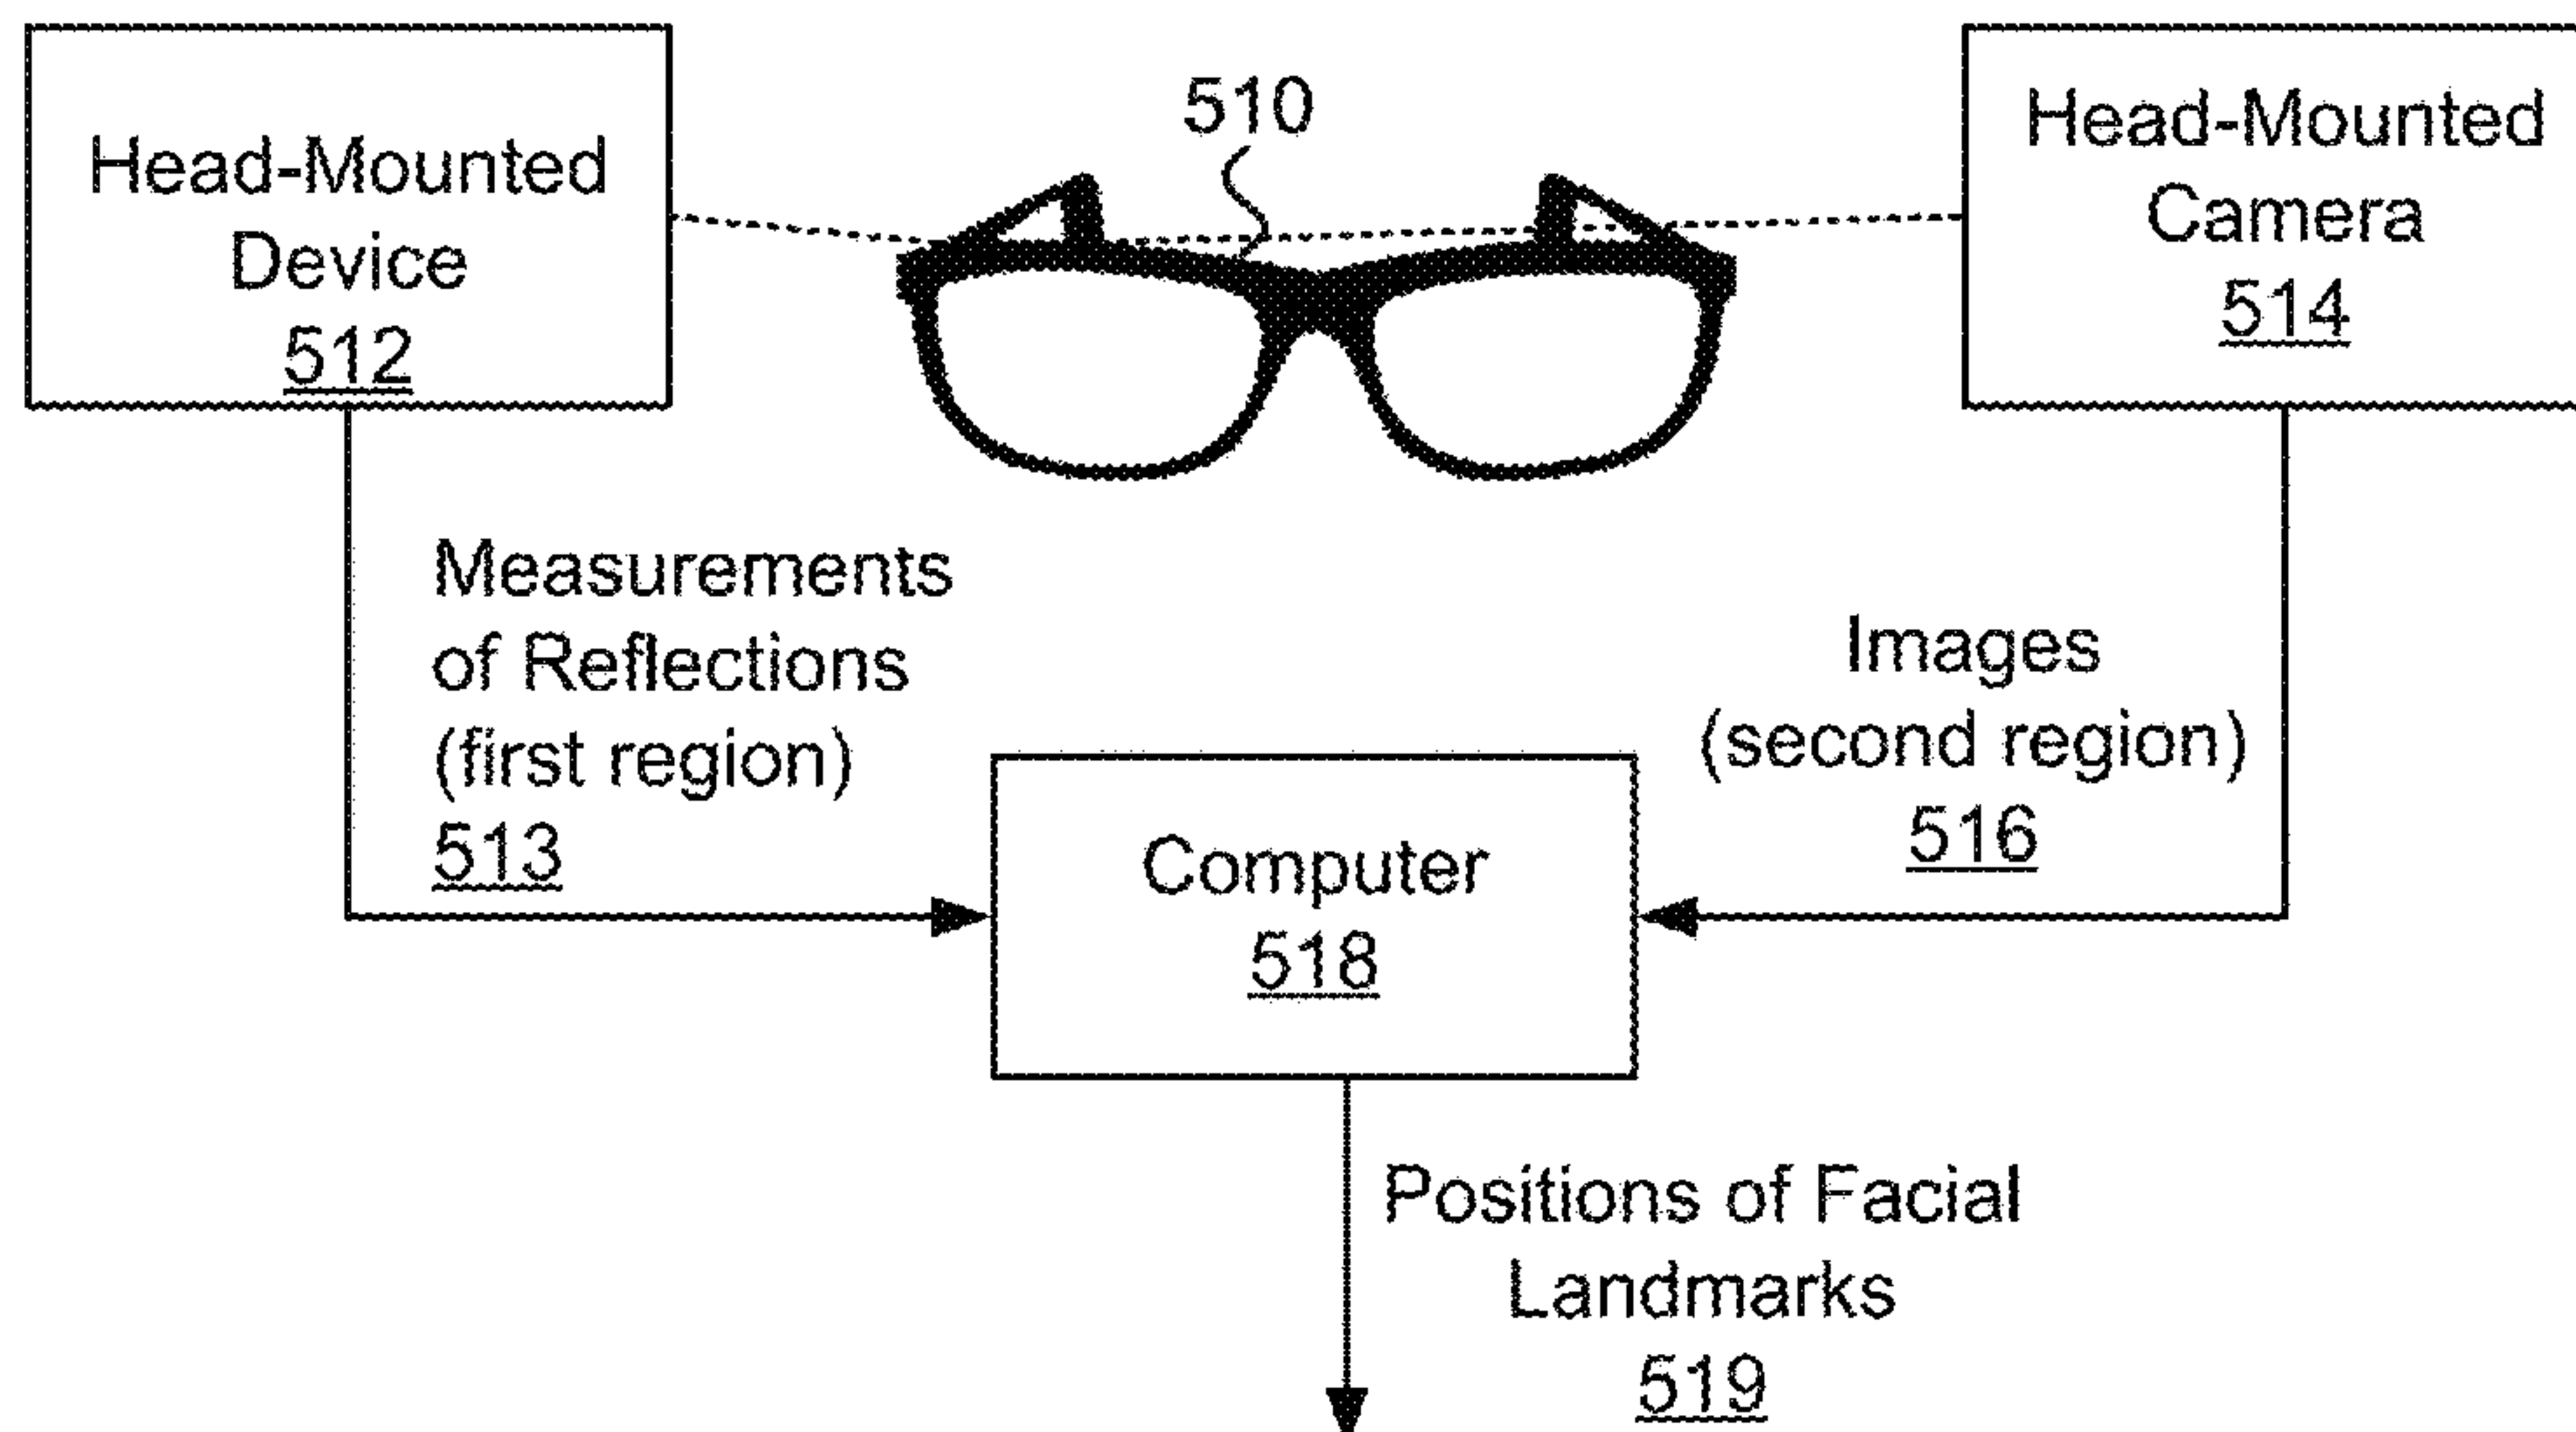 Head-Mounted
Device
512
510
Head-Mounted
Camera
514
Measurements
of Reflections
(first region)
513
Images
(second region)
516
Computer
518
Positions of Facial
Landmarks
519